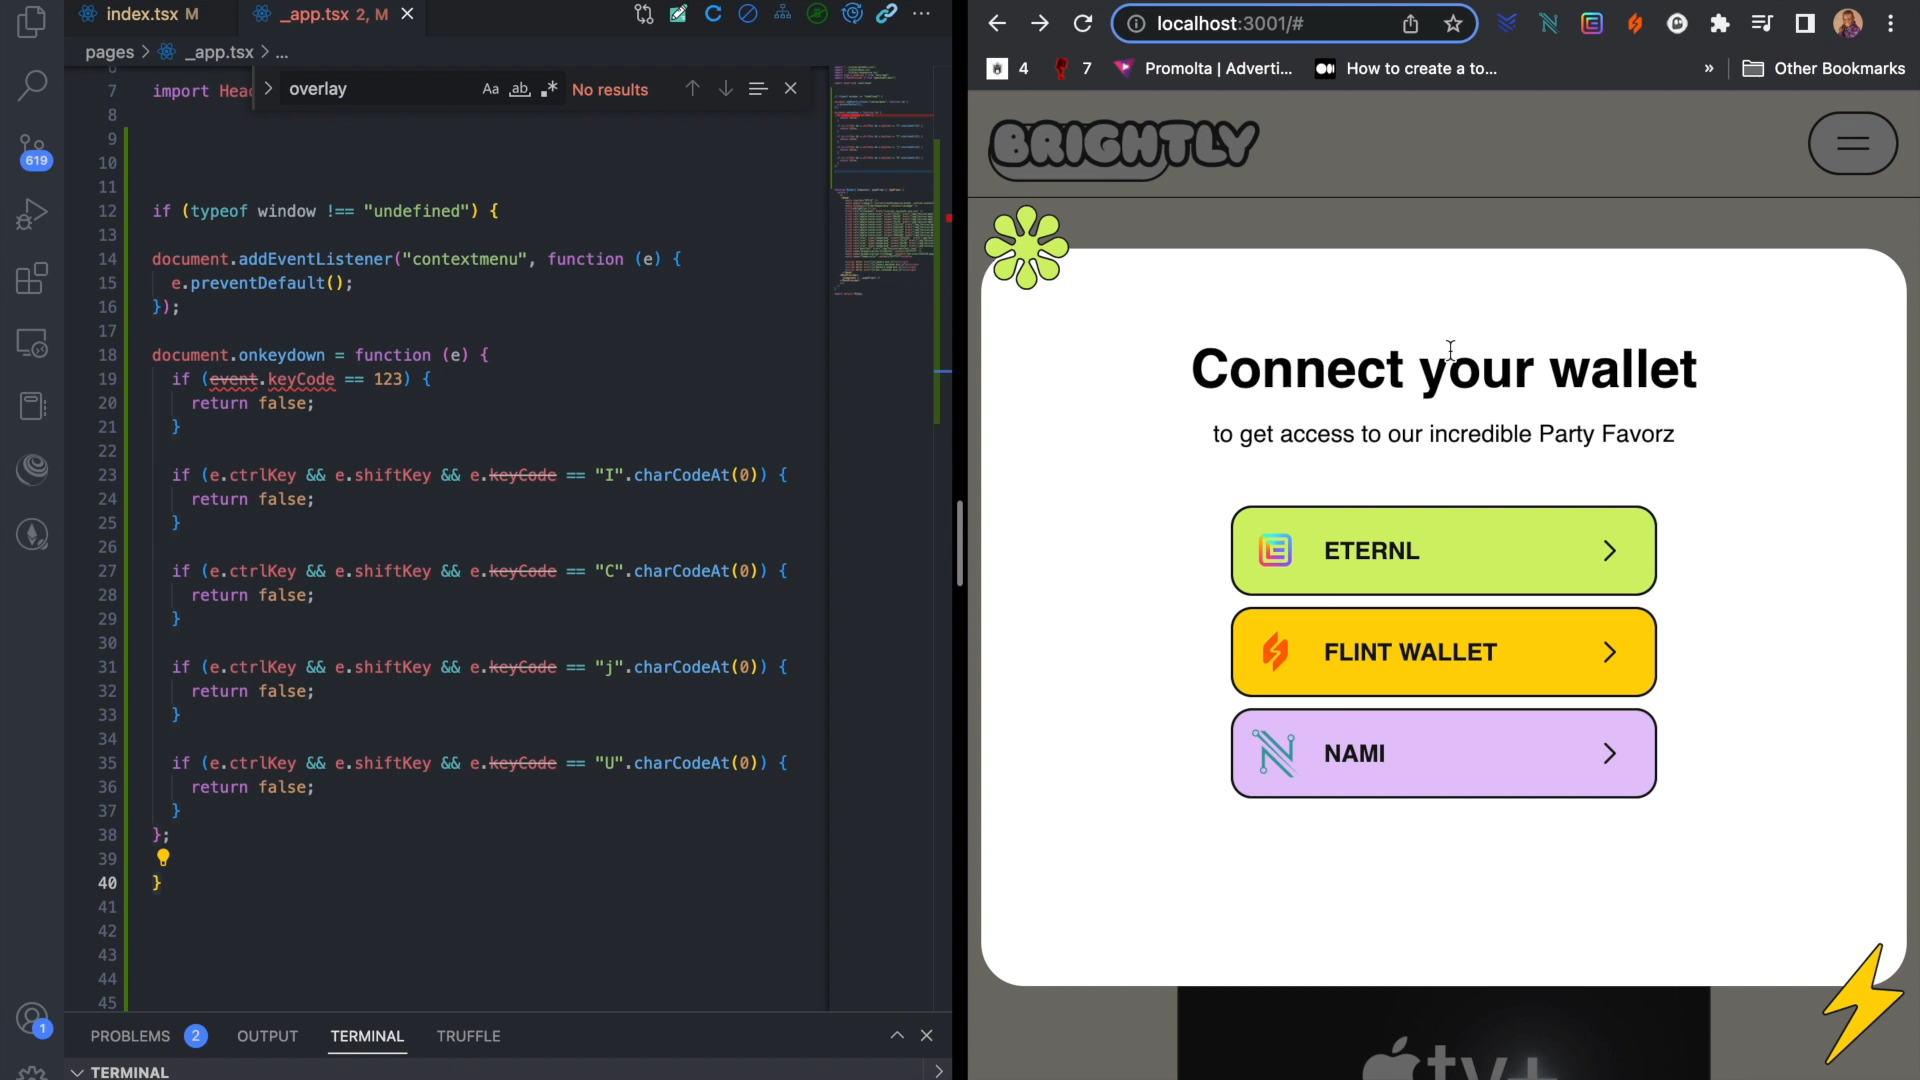 index.tsx M
_app.tsx 2, M
pages > _app.tsx > ...
overlay
Aa ab No results
6
7 import Head
8
9
10
11
12 if (typeof window !== "undefined") {
13
14 document.addEventListener("contextmenu", function (e) {
15 e.preventDefault();
16 });
17
18 document.onkeydown = function (e) {
19 if (event.keyCode == 123) {
20 return false;
21 }
22
23 if (e.ctrlKey && e.shiftKey && e.keyCode == "I".charCodeAt(0)) {
24 return false;
25 }
26
27 if (e.ctrlKey && e.shiftKey && e.keyCode == "C".charCodeAt(0)) {
28 return false;
29 }
30
31 if (e.ctrlKey && e.shiftKey && e.keyCode == "j".charCodeAt(0)) {
32 return false;
33 }
34
35 if (e.ctrlKey && e.shiftKey && e.keyCode == "U".charCodeAt(0)) {
36 return false;
37 }
38 };
39
40 }
41
42
43
44
45
619
1
PROBLEMS 2 OUTPUT TERMINAL TRUFFLE
TERMINAL
localhost:3001/#
4 7 Promolta | Adverti... How to create a to... » Other Bookmarks
BRIGHTLY
Connect your wallet
to get access to our incredible Party Favorz
ETERNL
FLINT WALLET
NAMI
tv+